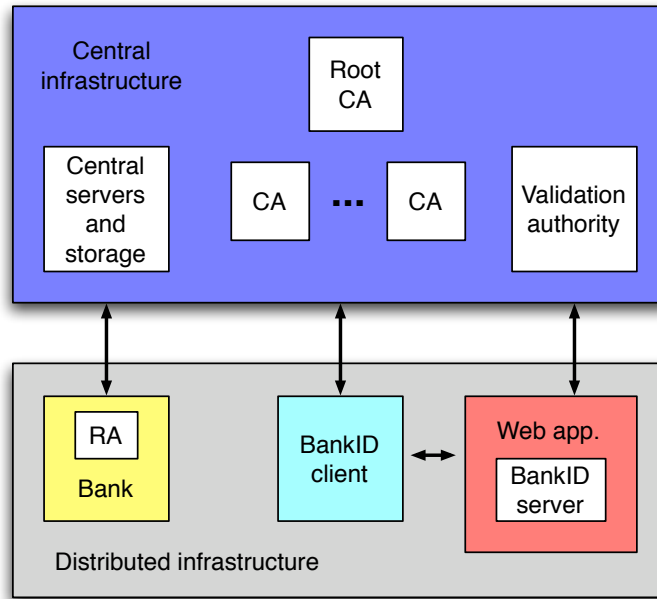 Central
infrastructure
Root
CA
Central
servers
and
storage
CA
...
CA
Validation
authority
RA
Bank
BankID
client
Web app.
BankID
server
Distributed infrastructure